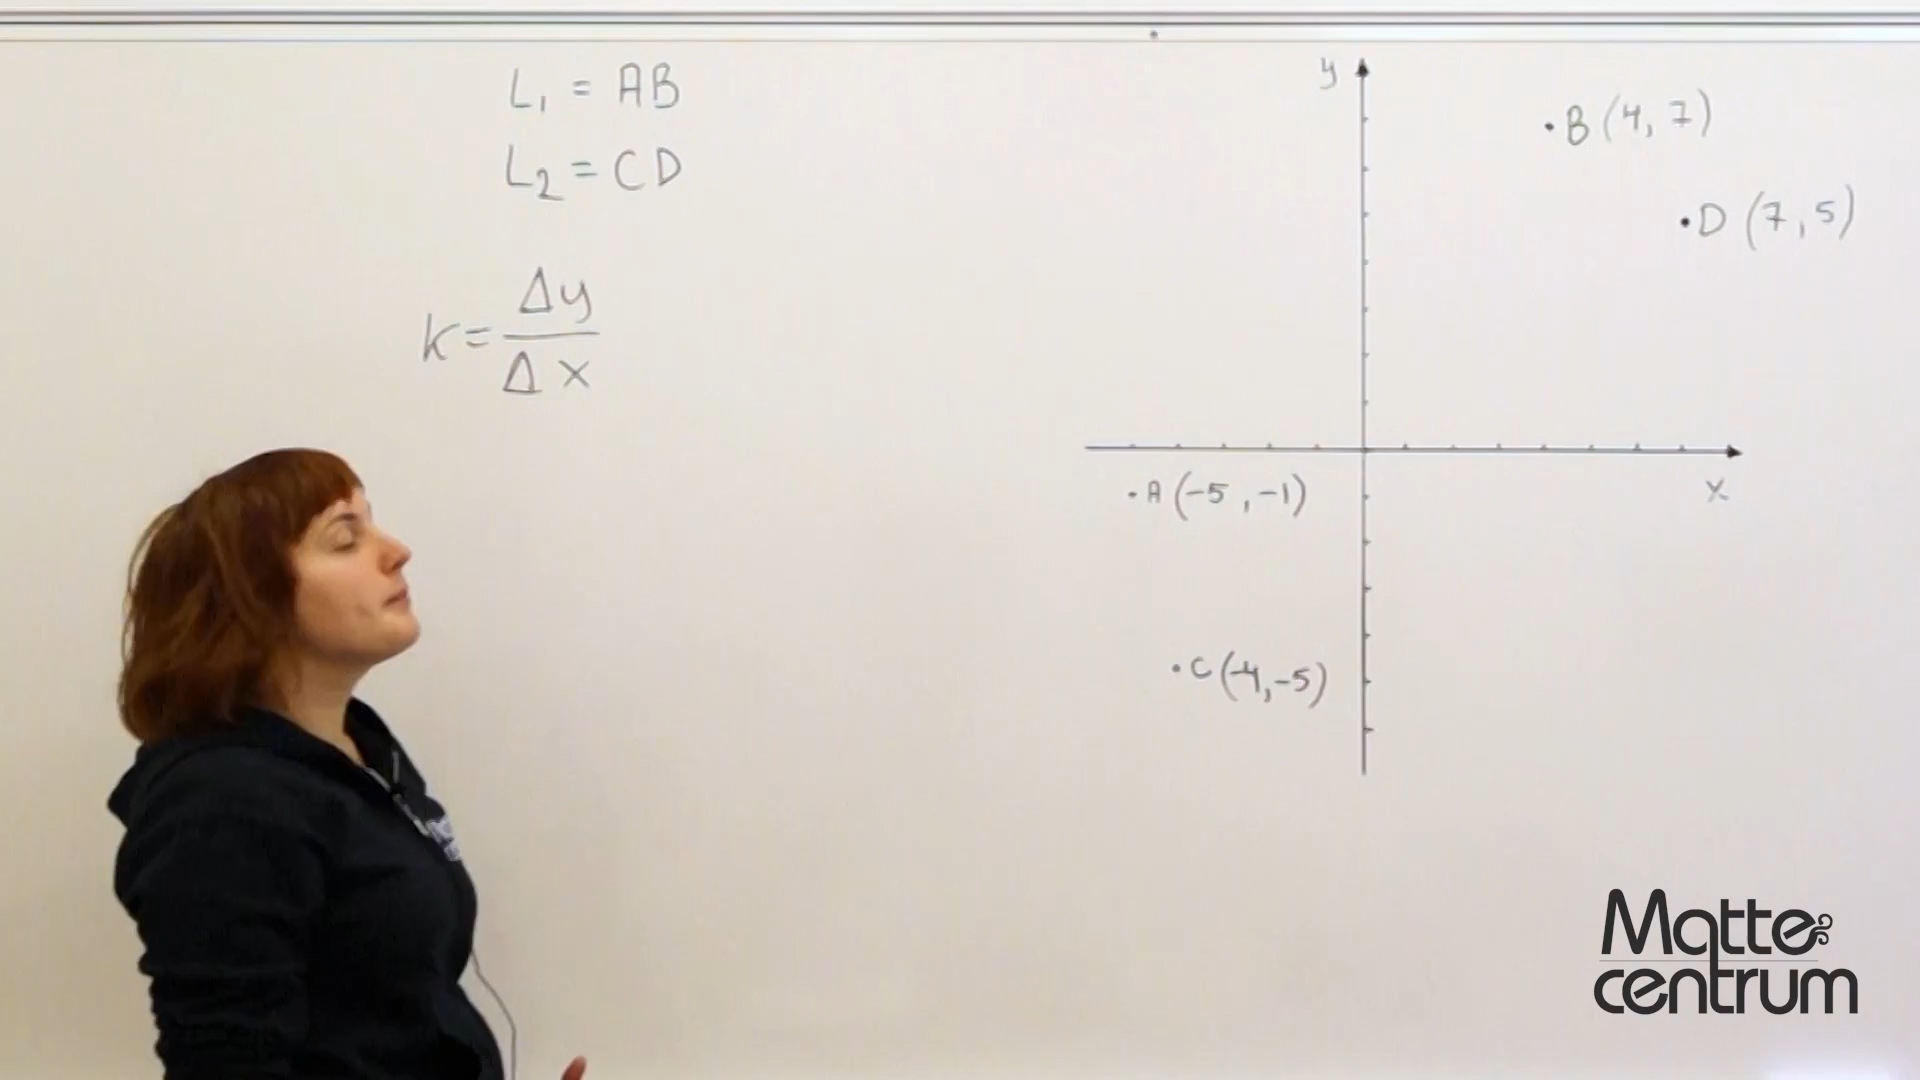 L₁ = AB
L₂ = CD
k = Δy
Δx
y
B (4, 7)
D (7, 5)
x
A (-5, -1)
C (-4, -5)
Matte
centrum